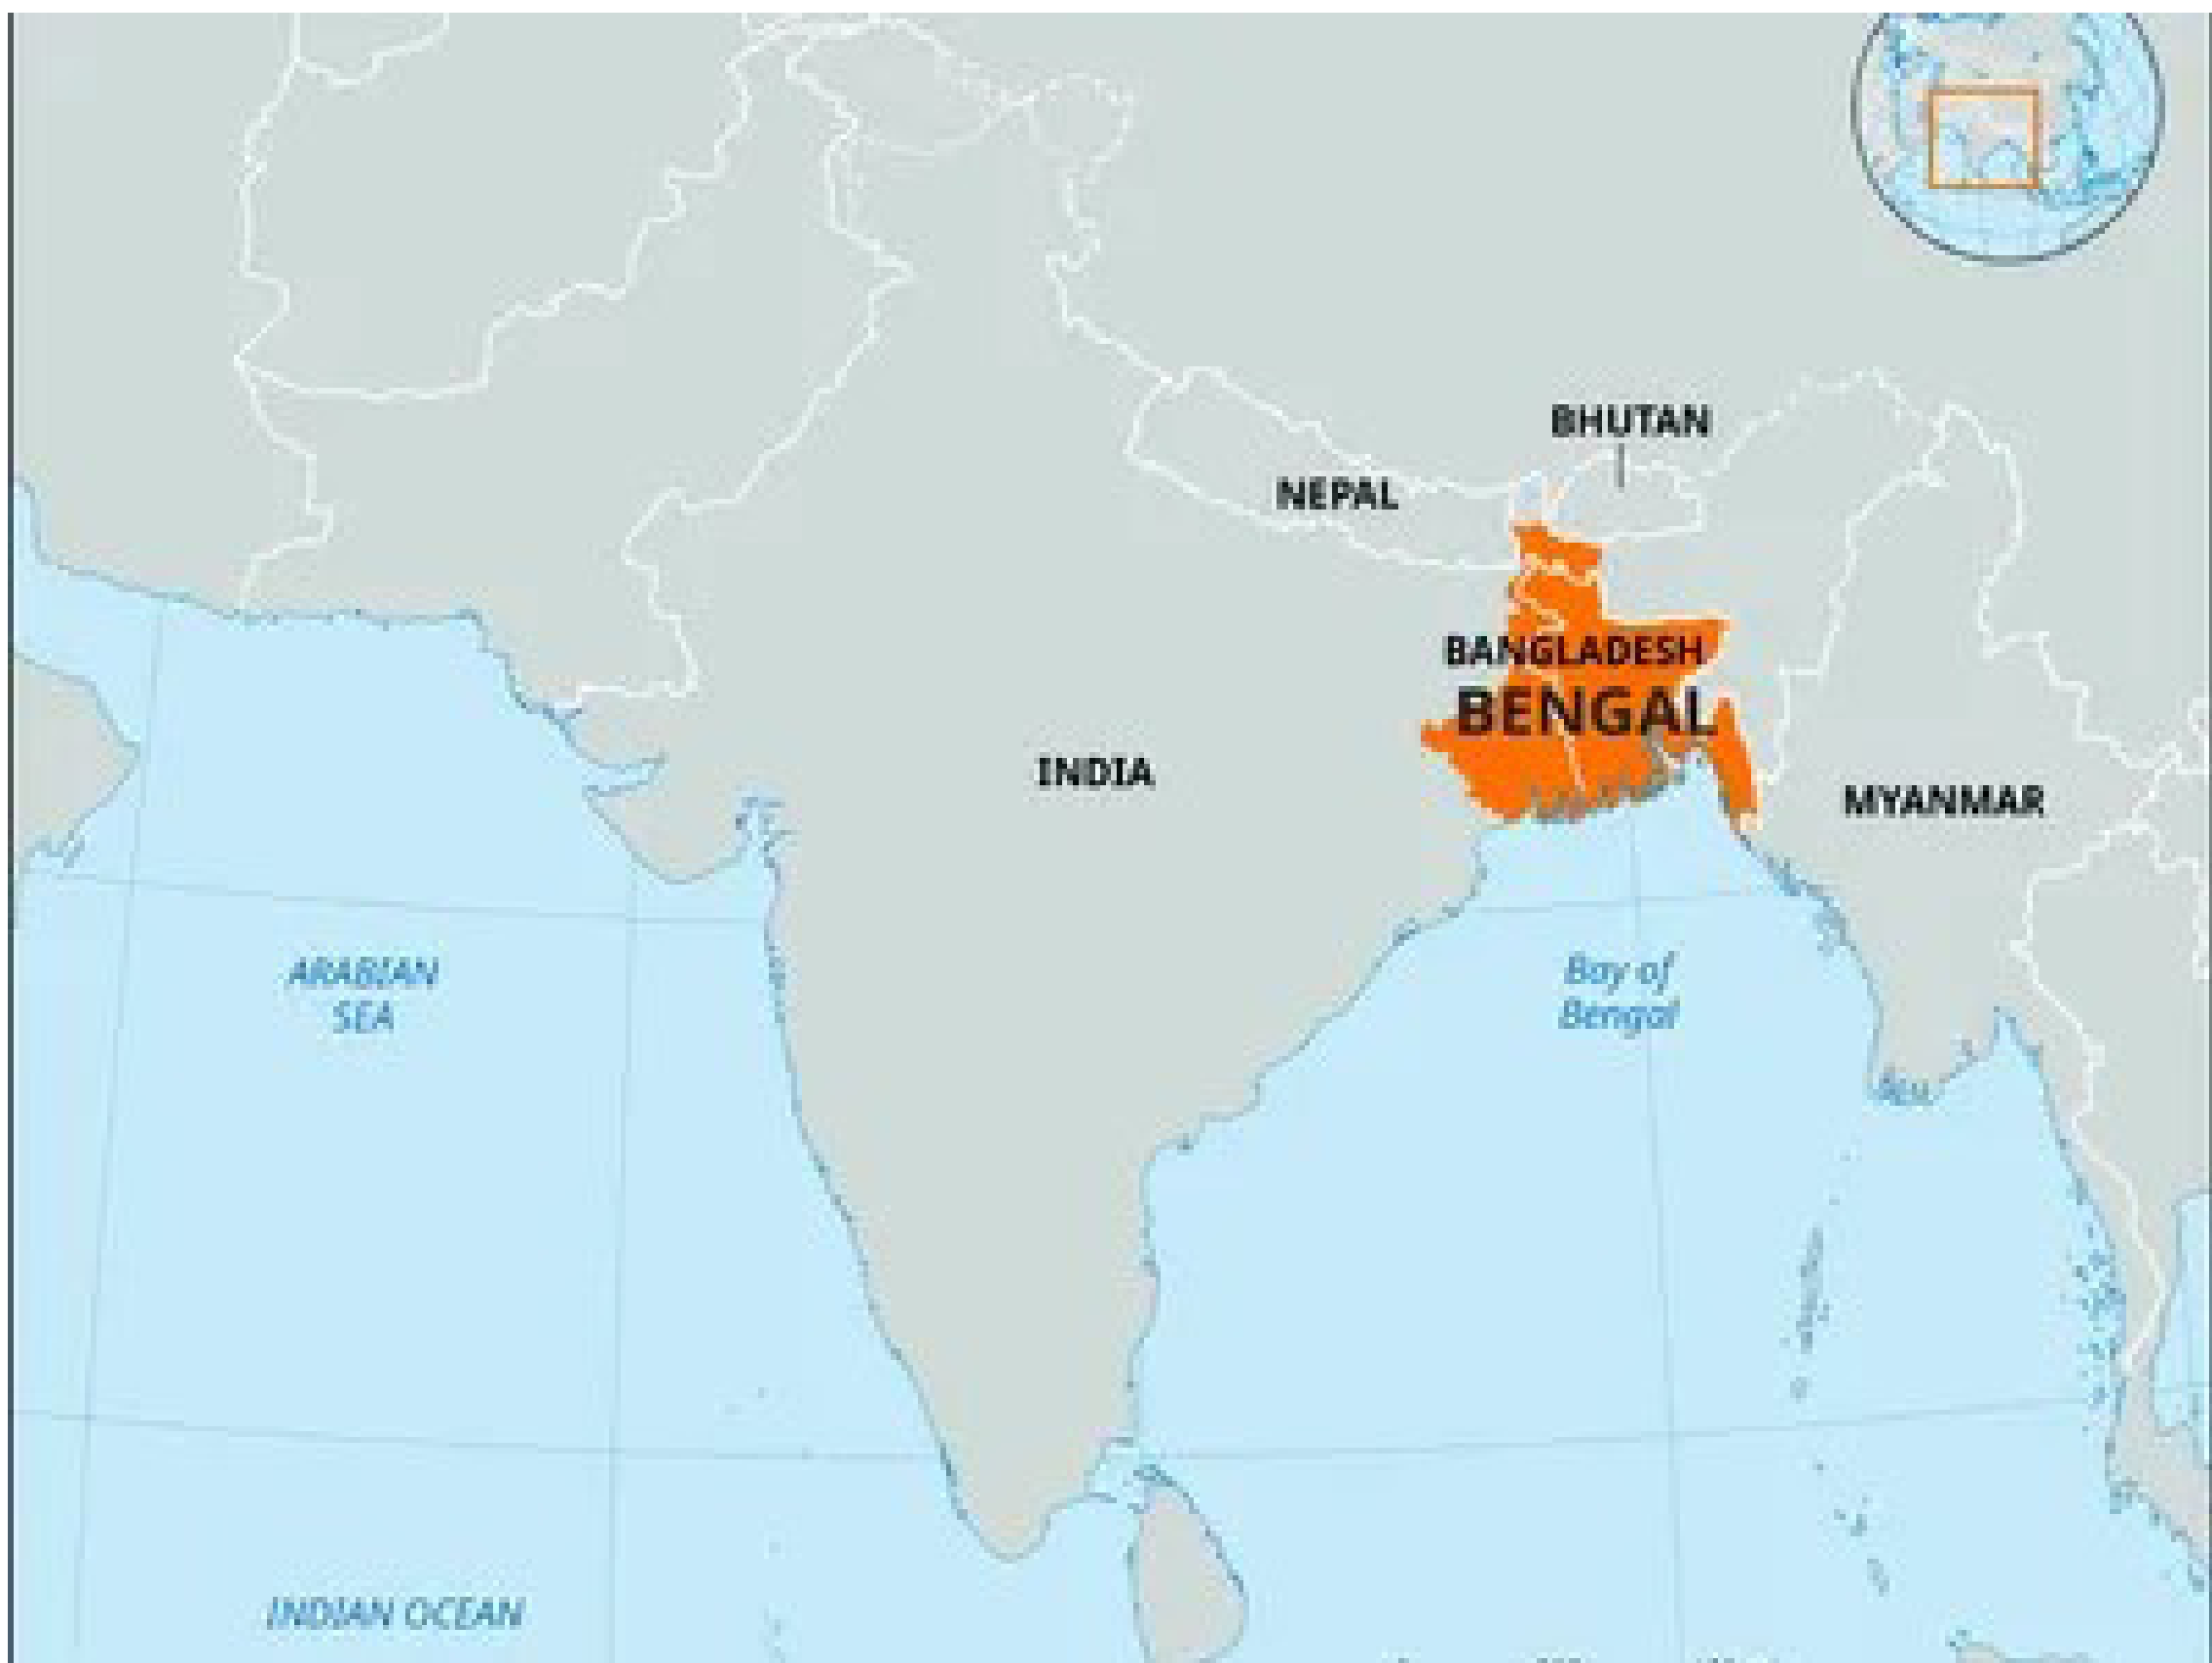 BHUTAN
NEPAL
BANGLADESH
BENGAL
INDIA
MYANMAR
ARABIAN
SEA
Bay of
Bengal
INDIAN OCEAN